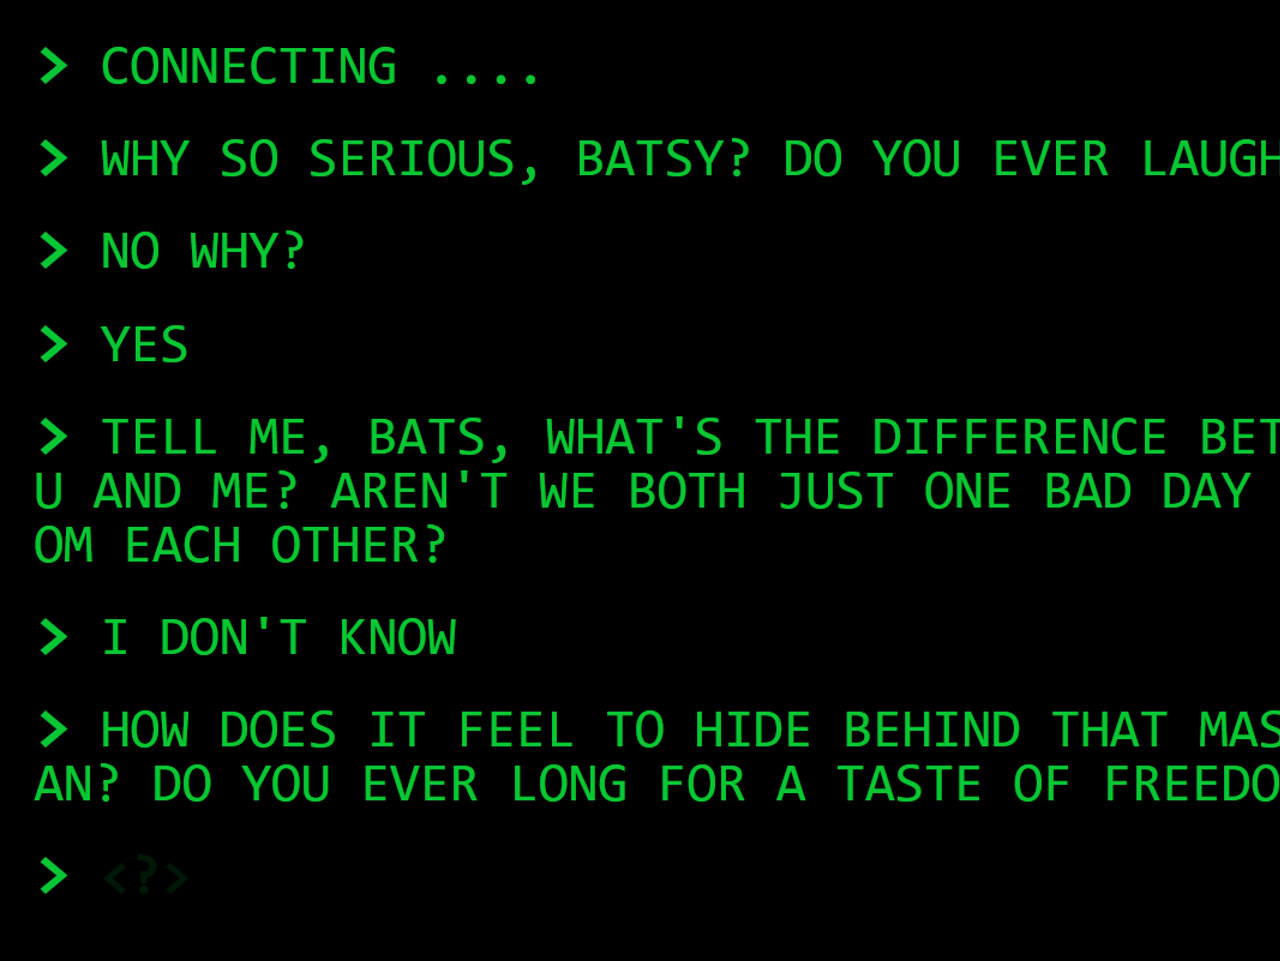 > CONNECTING ....
> WHY SO SERIOUS, BATSY? DO YOU EVER LAUGH
> NO WHY?
> YES
> TELL ME, BATS, WHAT'S THE DIFFERENCE BET
U AND ME? AREN'T WE BOTH JUST ONE BAD DAY
OM EACH OTHER?
> I DON'T KNOW
> HOW DOES IT FEEL TO HIDE BEHIND THAT MAS
AN? DO YOU EVER LONG FOR A TASTE OF FREEDO
> <?>